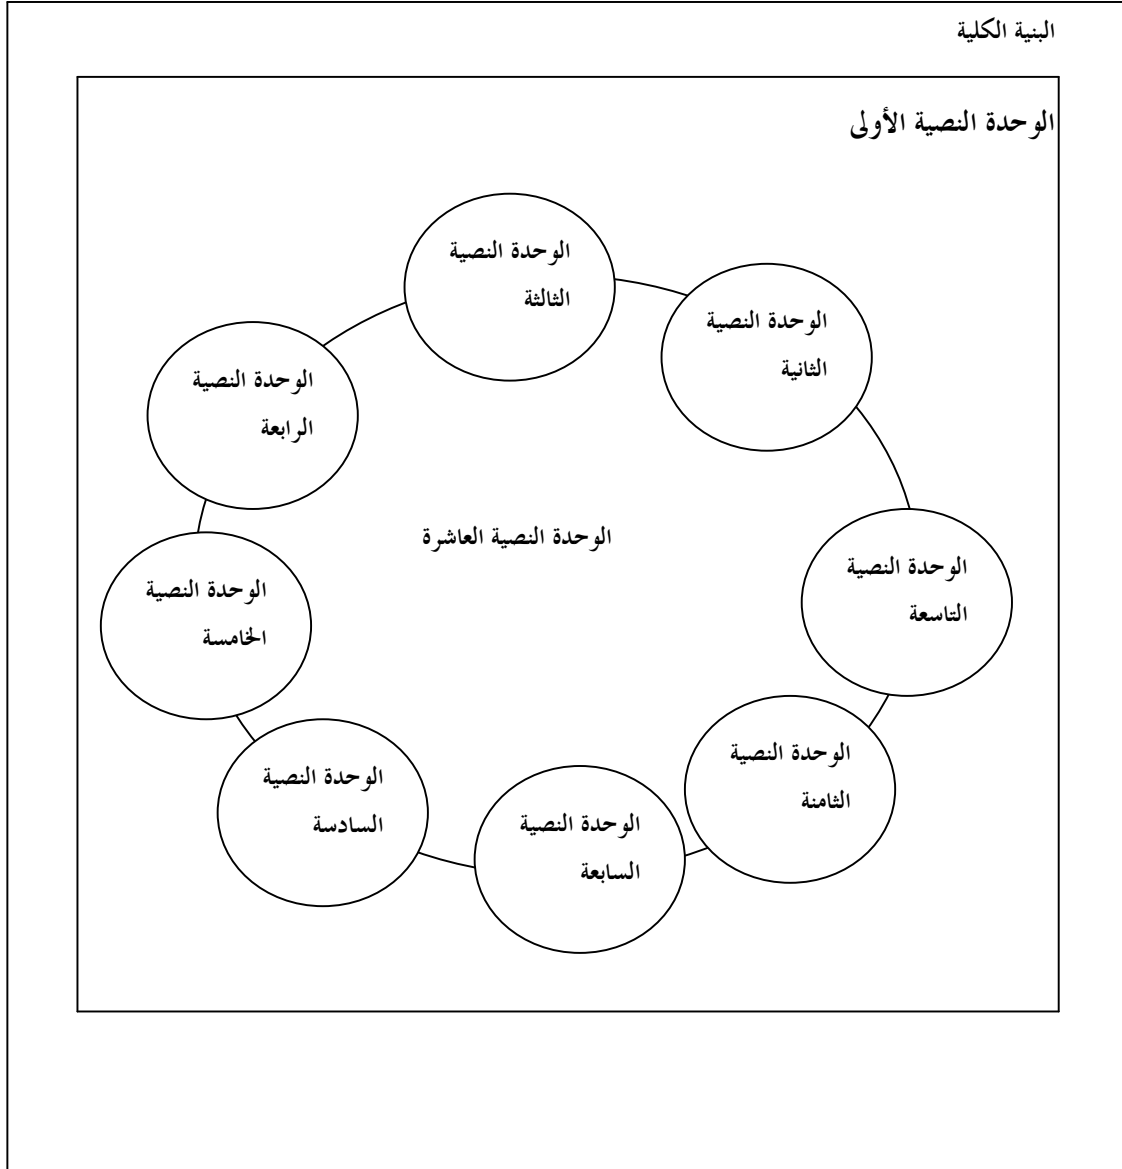 البنية الكلية
الوحدة النصية الأولى
الوحدة النصية
الثالثة
الوحدة النصية
الثانية
الوحدة النصية
الرابعة
الوحدة النصية العاشرة
الوحدة النصية
التاسعة
الوحدة النصية
الخامسة
الوحدة النصية
الثامنة
الوحدة النصية
السادسة
الوحدة النصية
السابعة